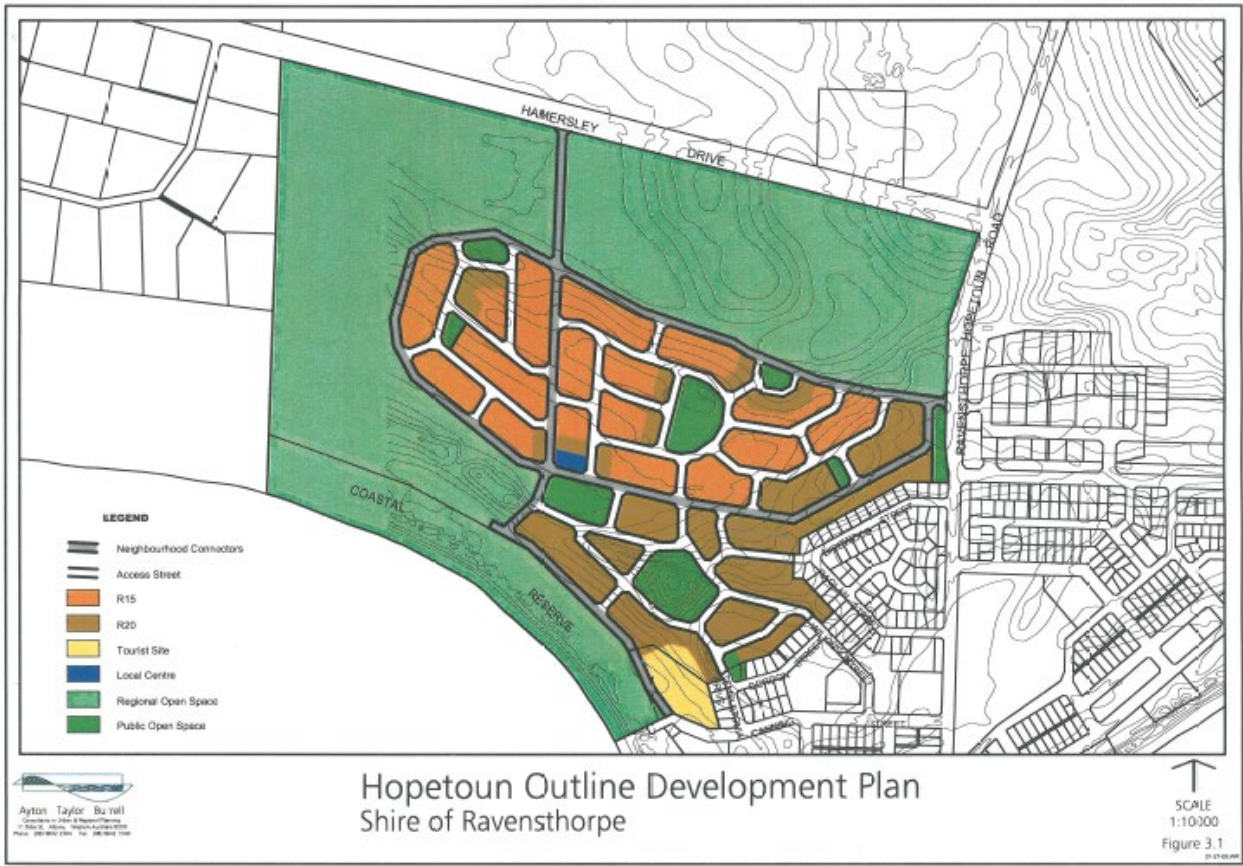 HAMERSLEY
DRIVE
RAVENSTHORPE HOPETOUN ROAD
COASTAL
RESERVE
CANNING
STREET
LEGEND
Neighbourhood Connectors
Access Street
R15
R20
Tourist Site
Local Centre
Regional Open Space
Public Open Space
Ayton Taylor Burrell
Hopetoun Outline Development Plan
Shire of Ravensthorpe
SCALE
1:10000
Figure 3.1